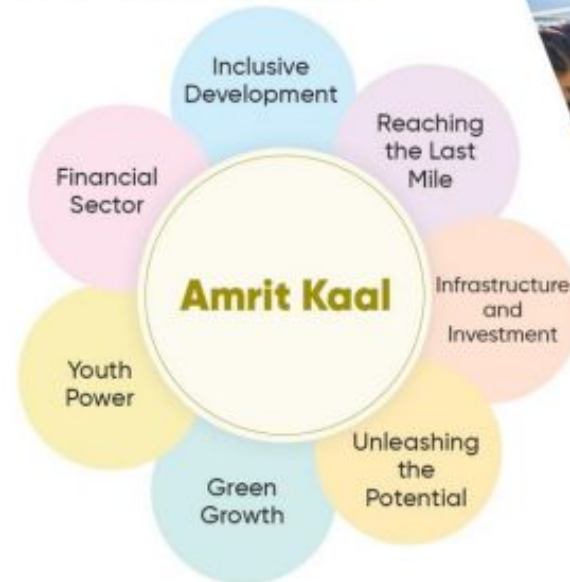 Inclusive
Development
Reaching
the Last
Mile
Infrastructure
and
Investment
Unleashing
the
Potential
Green
Growth
Youth
Power
Financial
Sector
Amrit Kaal